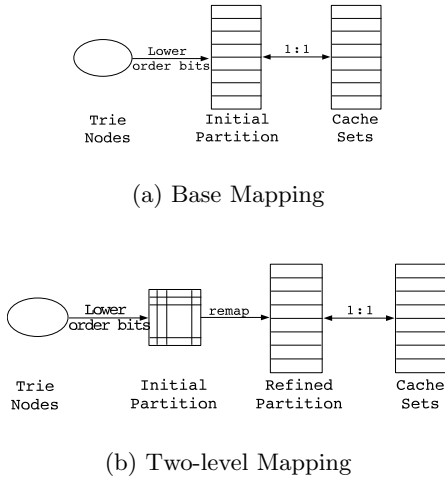 Lower
order bits
1:1
Trie
Nodes
Initial
Partition
Cache
Sets
(a) Base Mapping
Lower
order bits
remap
1:1
Trie
Nodes
Initial
Partition
Refined
Partition
Cache
Sets
(b) Two-level Mapping